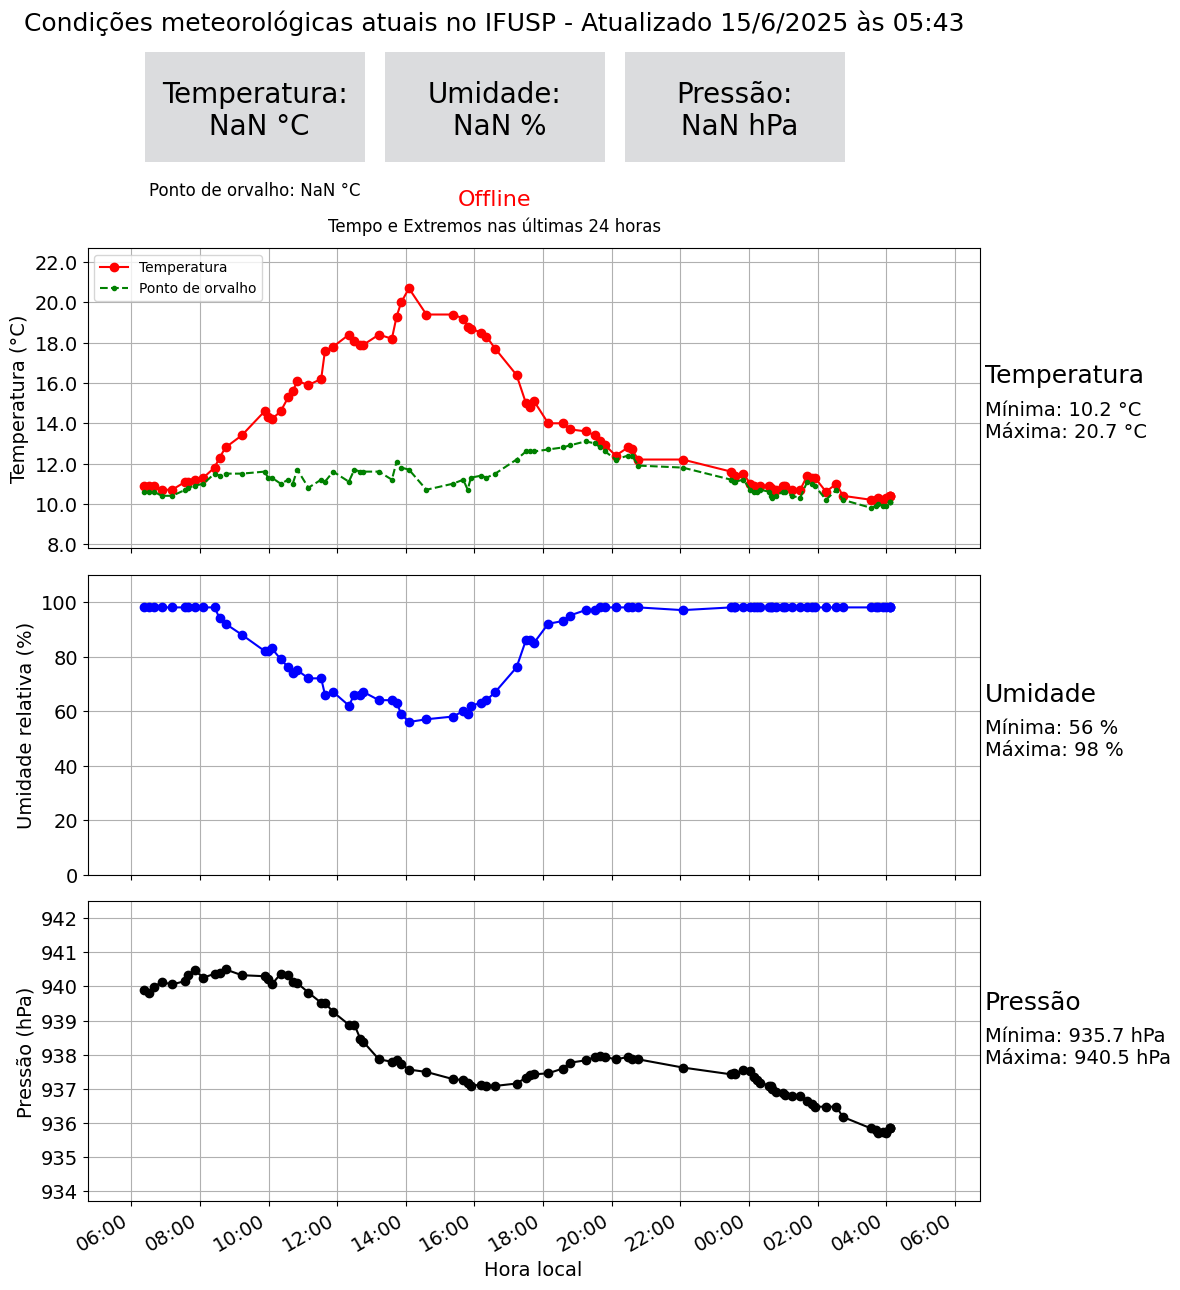 Condições meteorológicas atuais no IFUSP - Atualizado 15/6/2025 às 05:43
Temperatura:
NaN °C
Umidade:
NaN %
Pressão:
NaN hPa
Ponto de orvalho: NaN °C
Offline
Tempo e Extremos nas últimas 24 horas
Temperatura (°C)
22.0
20.0
18.0
16.0
14.0
12.0
10.0
8.0
Temperatura
Ponto de orvalho
Temperatura
Mínima: 10.2 °C
Máxima: 20.7 °C
Umidade relativa (%)
100
80
60
40
20
0
Umidade
Mínima: 56 %
Máxima: 98 %
Pressão (hPa)
942
941
940
939
938
937
936
935
934
Pressão
Mínima: 935.7 hPa
Máxima: 940.5 hPa
06:00 08:00 10:00 12:00 14:00 16:00 18:00 20:00 22:00 00:00 02:00 04:00 06:00
Hora local